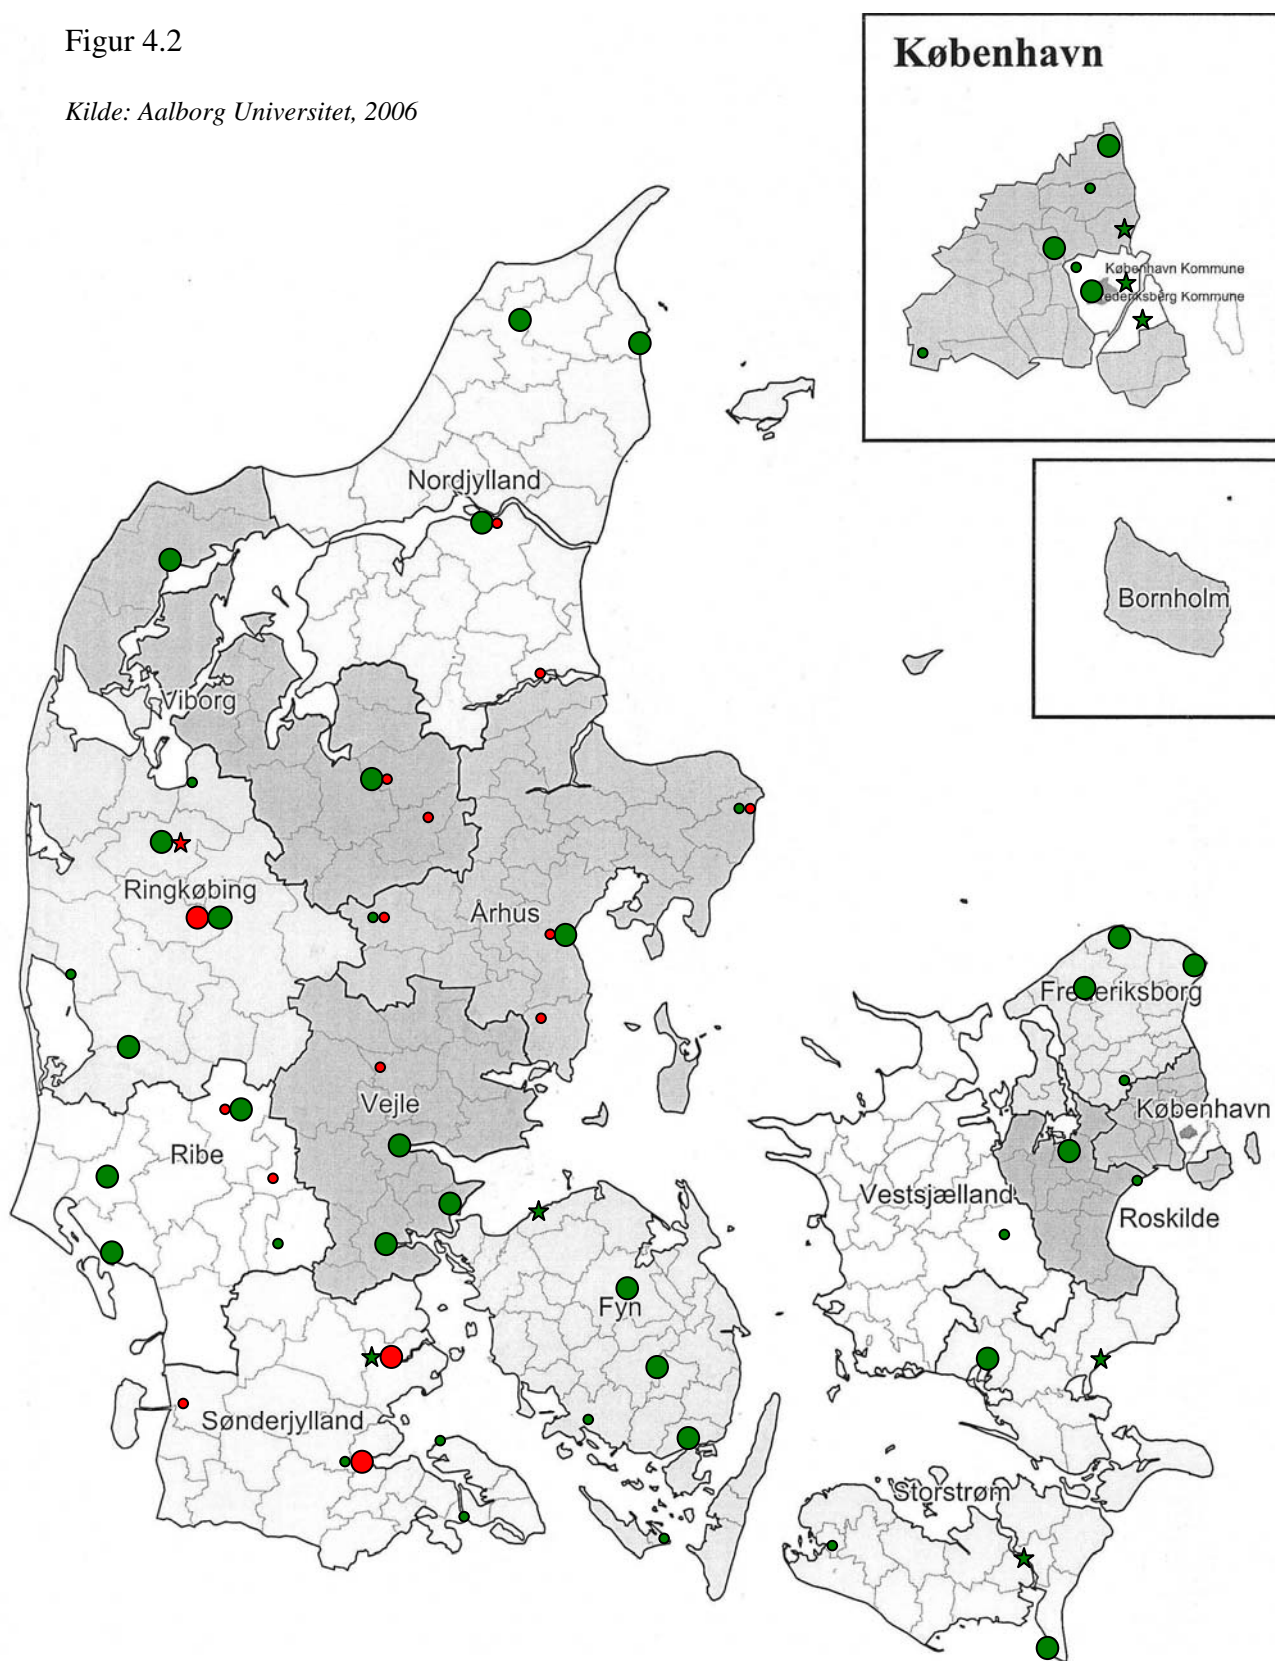 Figur 4.2
Kilde: Aalborg Universitet, 2006
København
København Kommune
Frederiksberg Kommune
Nordjylland
Bornholm
Viborg
Ringkøbing
Århus
Frederiksborg
Vejle
København
Ribe
Vestsjælland
Roskilde
Fyn
Sønderjylland
Storstrøm